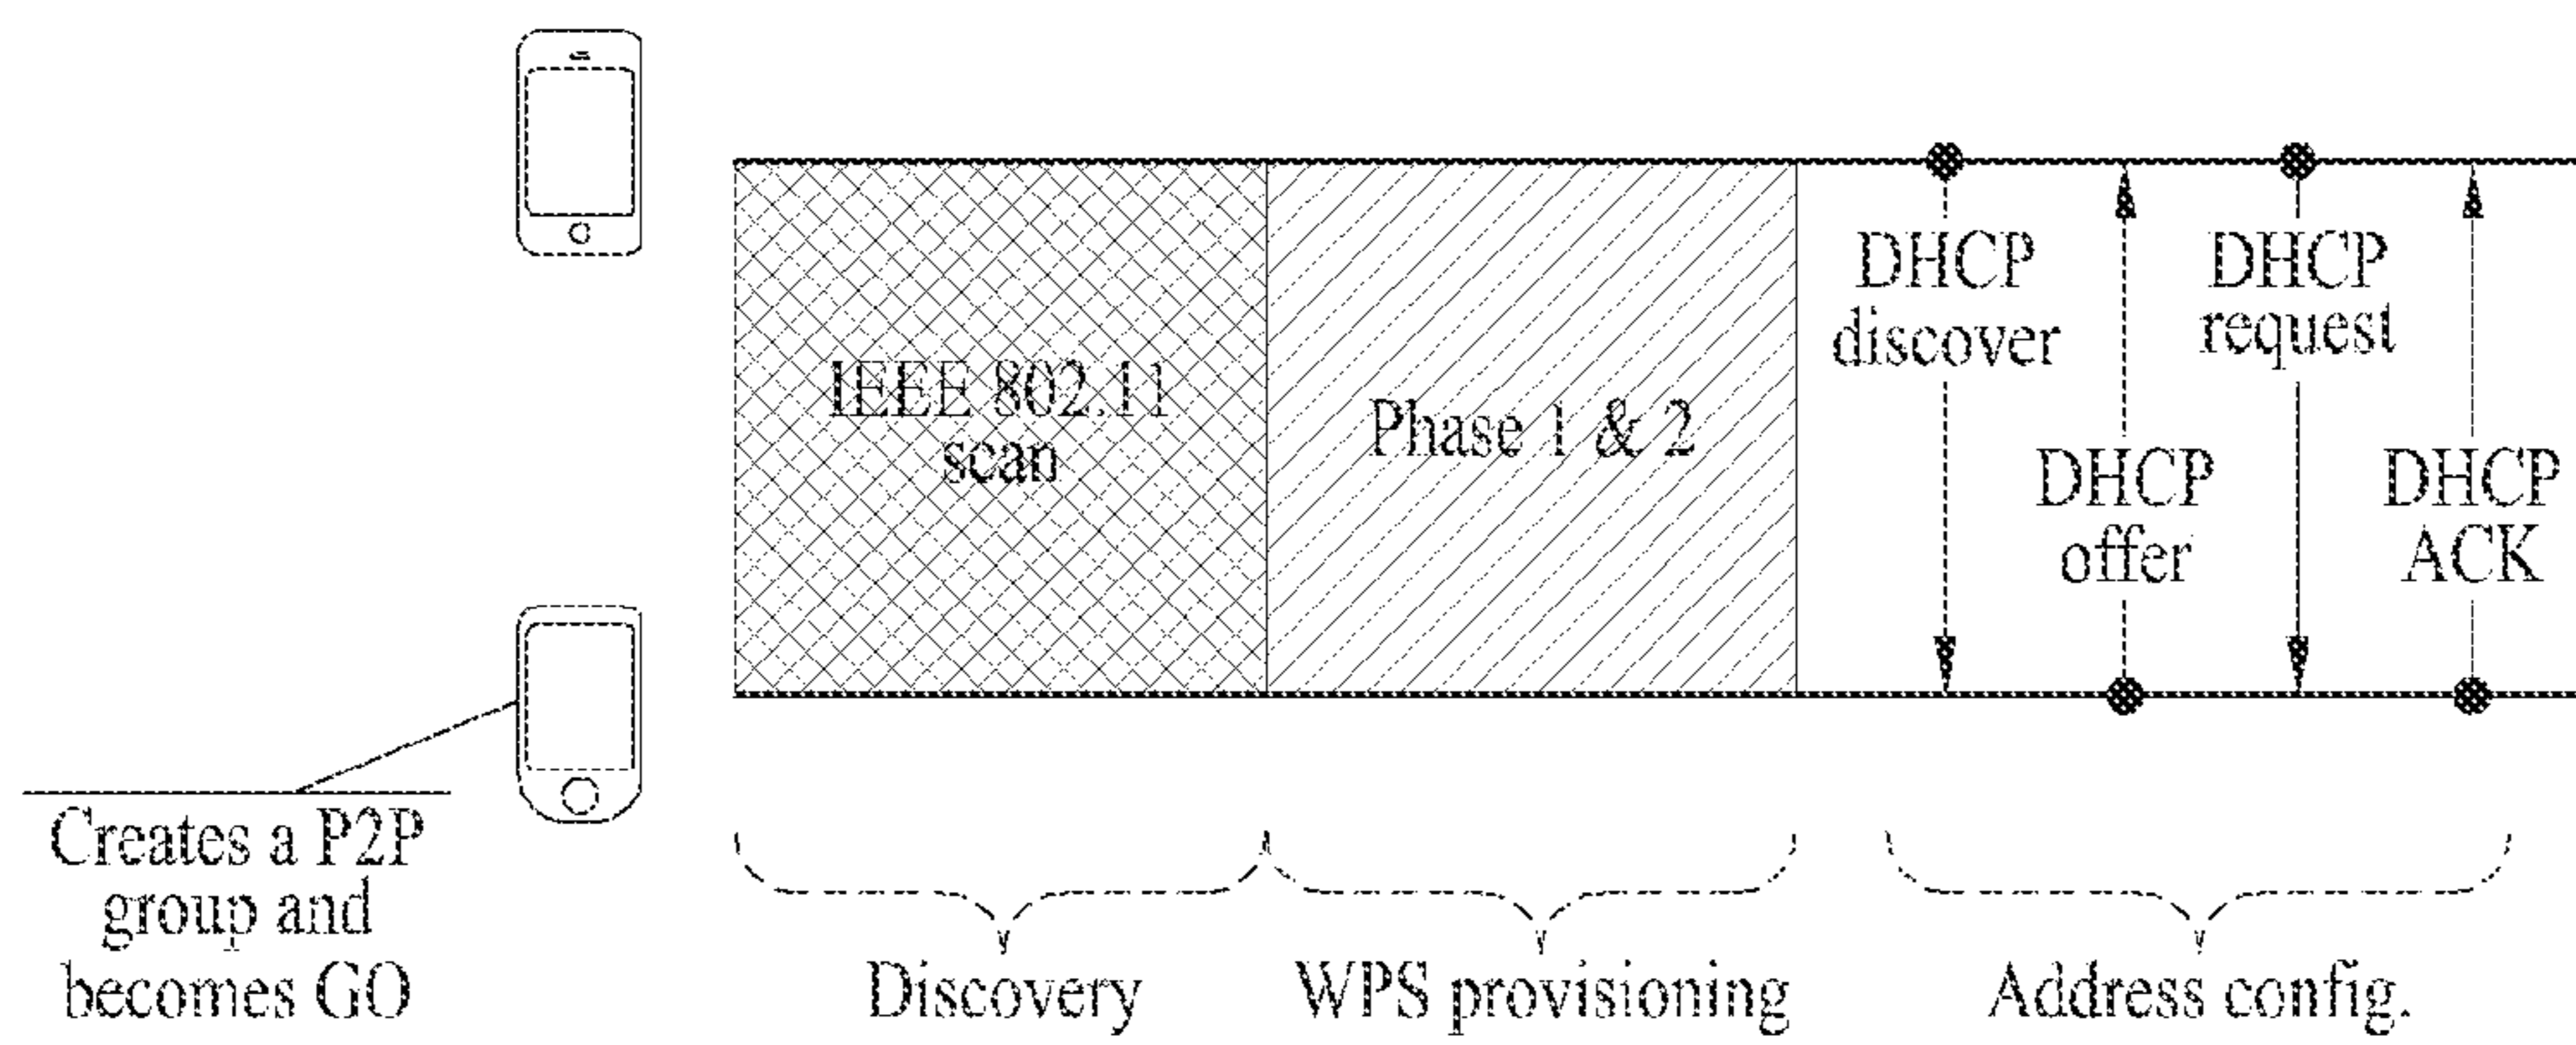 IEEE 802.11
scan
Phase 1 & 2
DHCP
discover
DHCP
offer
DHCP
request
DHCP
ACK
Creates a P2P
group and
becomes GO
Discovery
WPS provisioning
Address config.